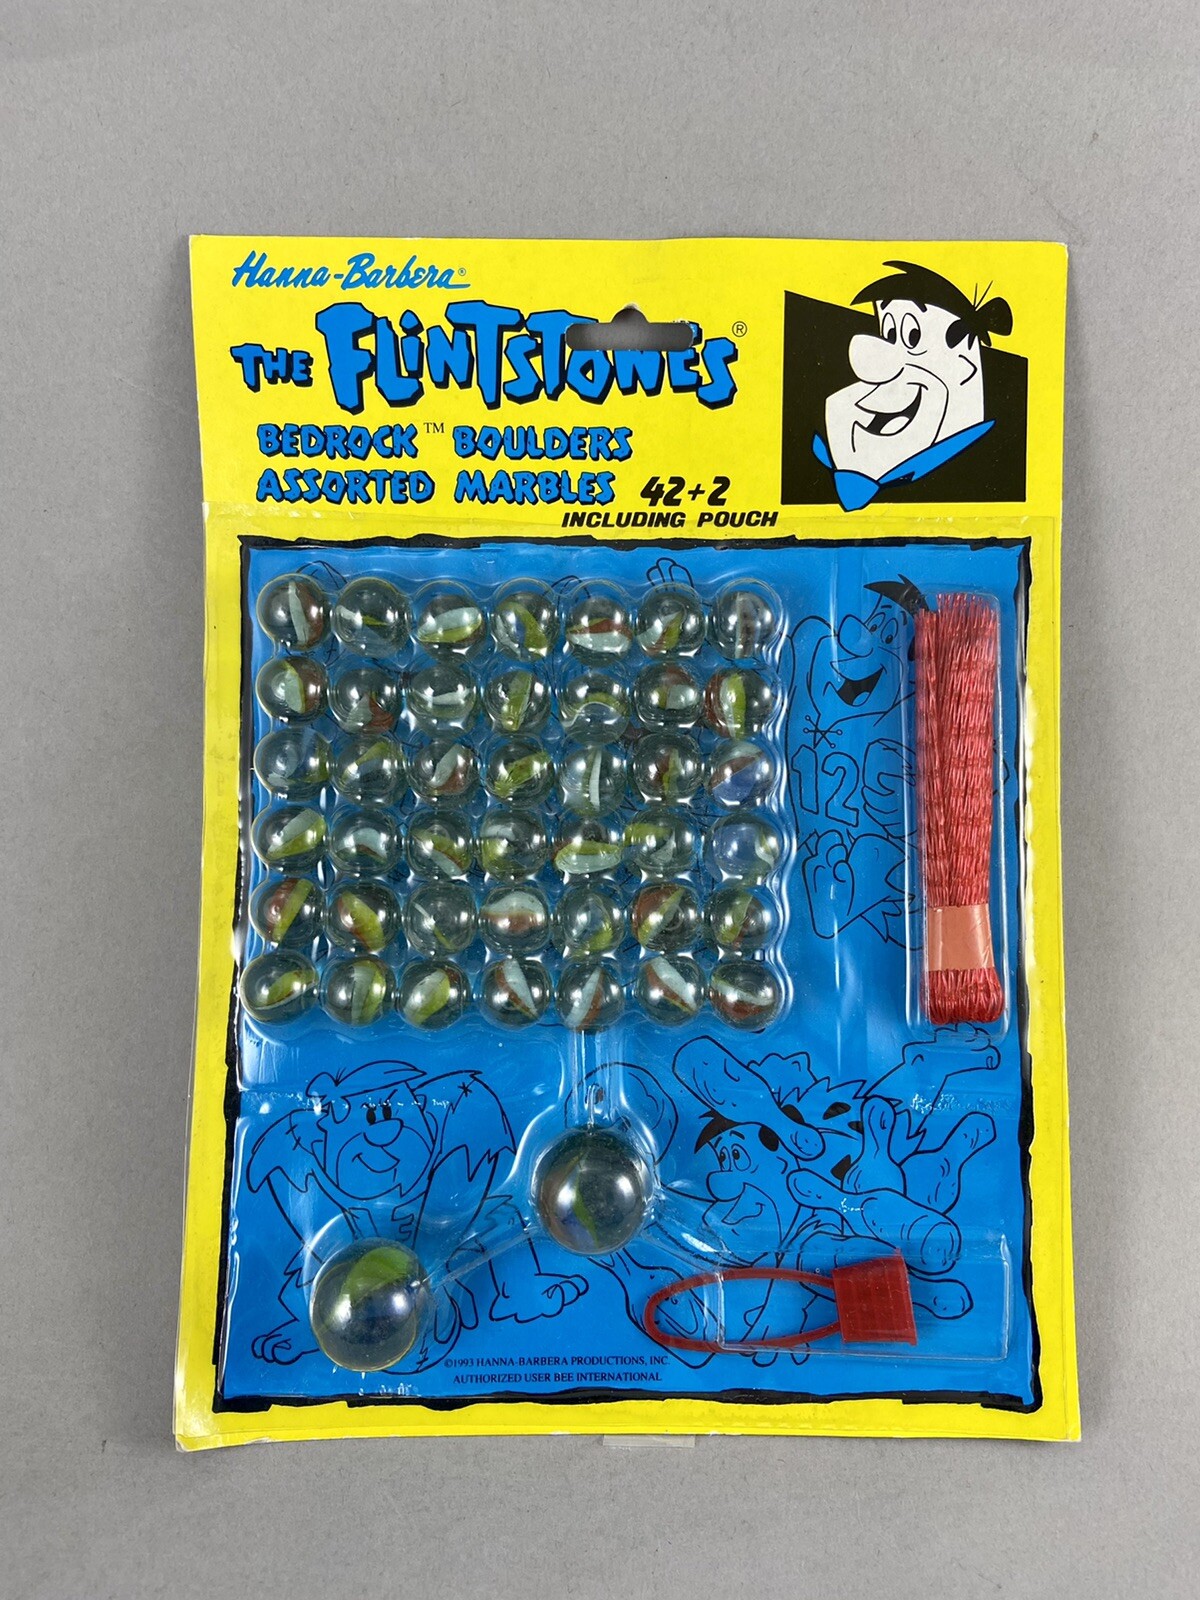 Hanna-Barbera®
THE FLINTSTONES®
BEDROCK™ BOULDERS
ASSORTED MARBLES 42+2
INCLUDING POUCH
©1993 HANNA-BARBERA PRODUCTIONS, INC.
AUTHORIZED USER BEE INTERNATIONAL